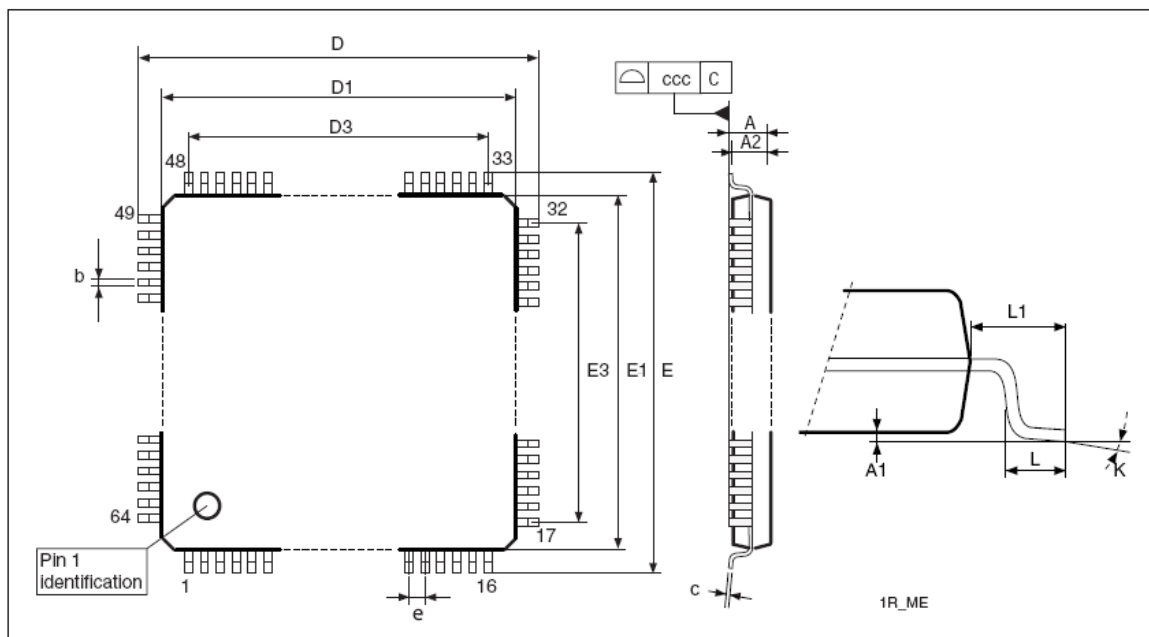 D
D1
D3
ccc C
A
A2
48
33
49
32
b
L1
E3
E1
E
A1
L
K
64
17
Pin 1
identification
1
16
e
c
1R_ME